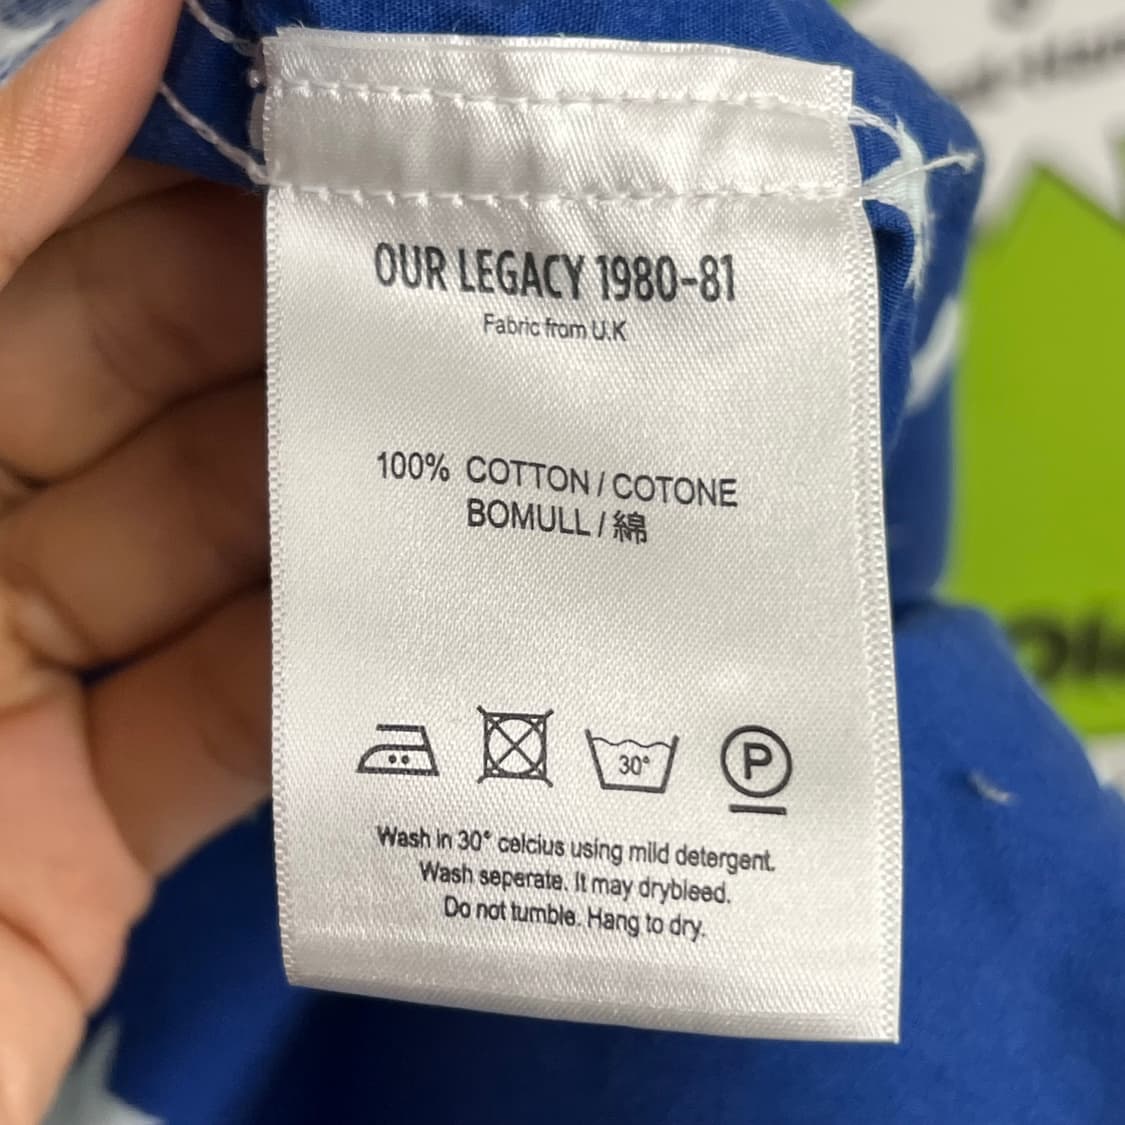 OUR LEGACY 1980-81
Fabric from U.K
100% COTTON / COTONE
BOMULL / 綿
30°
P
Wash in 30° celcius using mild detergent.
Wash seperate. It may drybleed.
Do not tumble. Hang to dry.